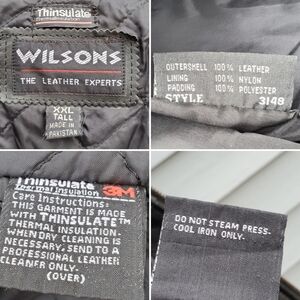 Thinsulate
Thermal Insulation
WILSONS
THE LEATHER EXPERTS
XXL
TALL
MADE IN
PAKISTAN
OUTERSHELL 100% LEATHER
LINING 100% NYLON
PADDING 100% POLYESTER
STYLE 3148
Thinsulate
Thermal Insulation 3M
Care Instructions:
THIS GARMENT IS MADE
WITH THINSULATE™
THERMAL INSULATION.
WHEN DRY CLEANING IS
NECESSARY, SEND TO A
PROFESSIONAL LEATHER
CLEANER ONLY.
(OVER)
DO NOT STEAM PRESS.
COOL IRON ONLY.